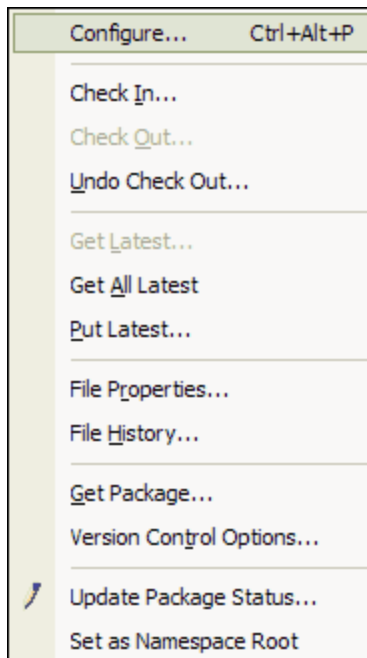 Configure... Ctrl+Alt+P
Check In...
Check Out...
Undo Check Out...
Get Latest...
Get All Latest
Put Latest...
File Properties...
File History...
Get Package...
Version Control Options...
Update Package Status...
Set as Namespace Root